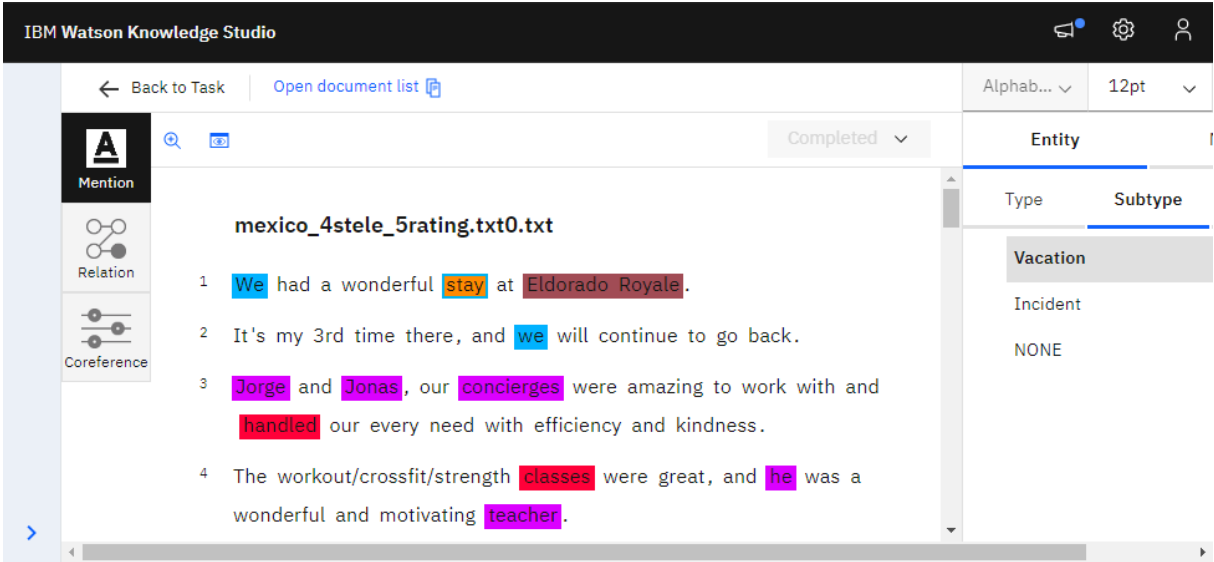 IBM Watson Knowledge Studio
Back to Task
Open document list
Alphab...
12pt
Mention
Relation
Coreference
Completed
Entity
Type
Subtype
Vacation
Incident
NONE
mexico_4stele_5rating.txt0.txt
1 We had a wonderful stay at Eldorado Royale.
2 It's my 3rd time there, and we will continue to go back.
3 Jorge and Jonas, our concierges were amazing to work with and
handled our every need with efficiency and kindness.
4 The workout/crossfit/strength classes were great, and he was a
wonderful and motivating teacher.